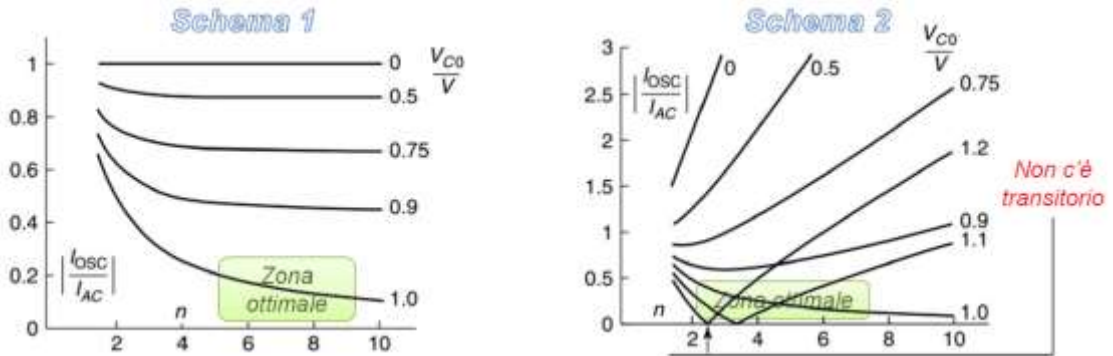 Schema 1
1
0.8
0.6
0.4
0.2
0
|I_OSC/I_AC|
n
2
4
6
8
10
0
V_C0/V
0.5
0.75
0.9
1.0
Zona
ottimale
Schema 2
3
2.5
2
1.5
1
0.5
0
|I_OSC/I_AC|
n
2
4
6
8
10
0
0.5
V_C0/V
0.75
1.2
0.9
1.1
1.0
Zona ottimale
Non c'è
transitorio